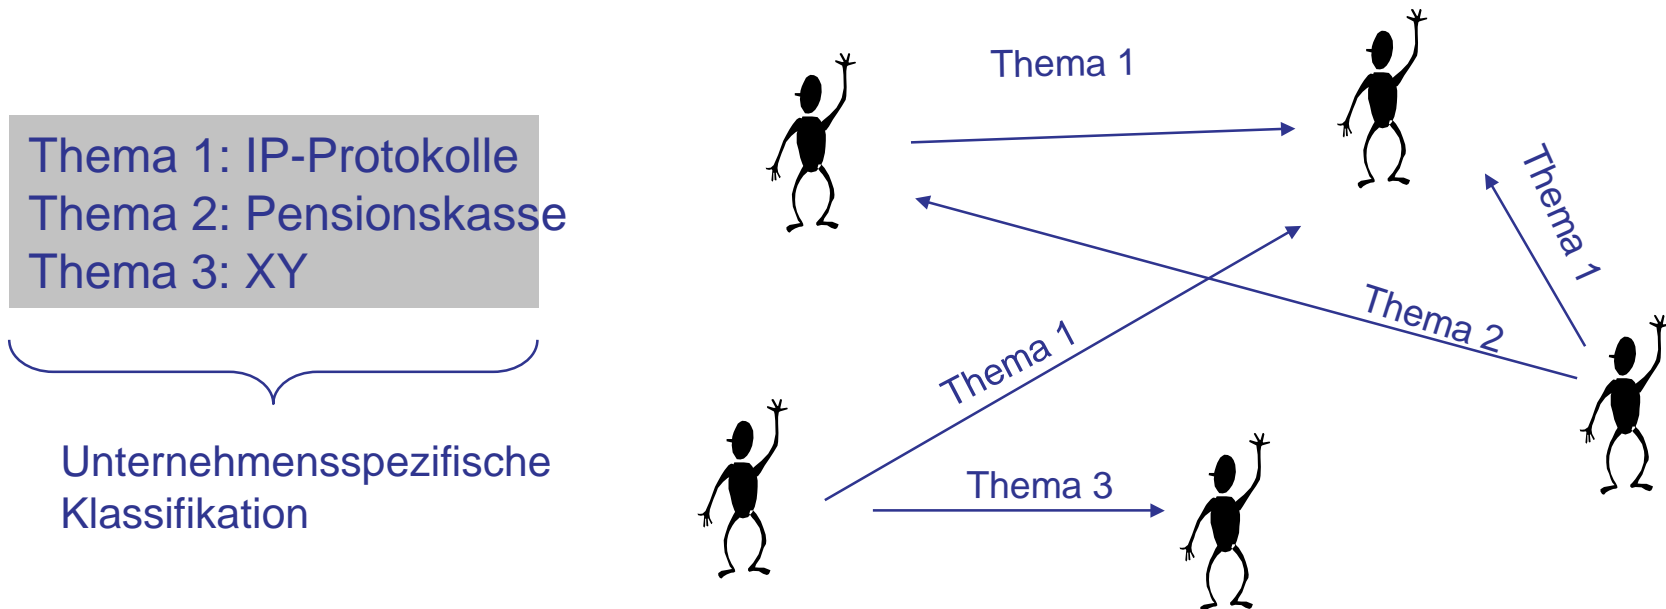 Thema 1: IP-Protokolle
Thema 2: Pensionskasse
Thema 3: XY
Unternehmensspezifische
Klassifikation
Thema 1
Thema 1
Thema 2
Thema 1
Thema 3